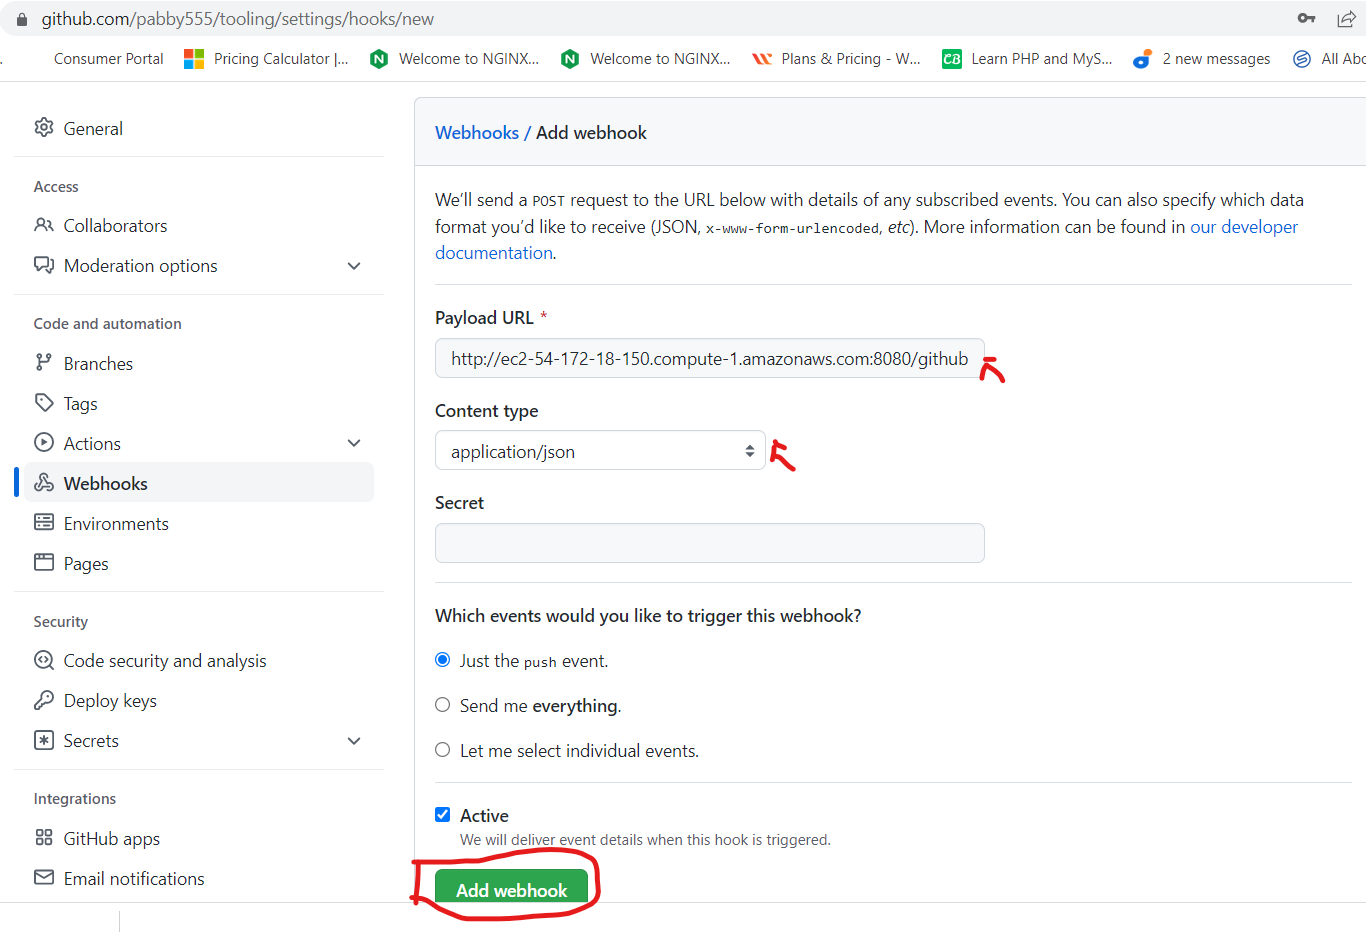 github.com/pabby555/tooling/settings/hooks/new
Consumer Portal Pricing Calculator |... Welcome to NGINX... Welcome to NGINX... Plans & Pricing - W... CB Learn PHP and MyS... 2 new messages All Abo
General
Access
Collaborators
Moderation options
Code and automation
Branches
Tags
Actions
Webhooks
Environments
Pages
Security
Code security and analysis
Deploy keys
Secrets
Integrations
GitHub apps
Email notifications
Webhooks / Add webhook
We’ll send a POST request to the URL below with details of any subscribed events. You can also specify which data
format you’d like to receive (JSON, x-www-form-urlencoded, etc). More information can be found in our developer
documentation.
Payload URL *
http://ec2-54-172-18-150.compute-1.amazonaws.com:8080/github
Content type
application/json
Secret
Which events would you like to trigger this webhook?
Just the push event.
Send me everything.
Let me select individual events.
Active
We will deliver event details when this hook is triggered.
Add webhook